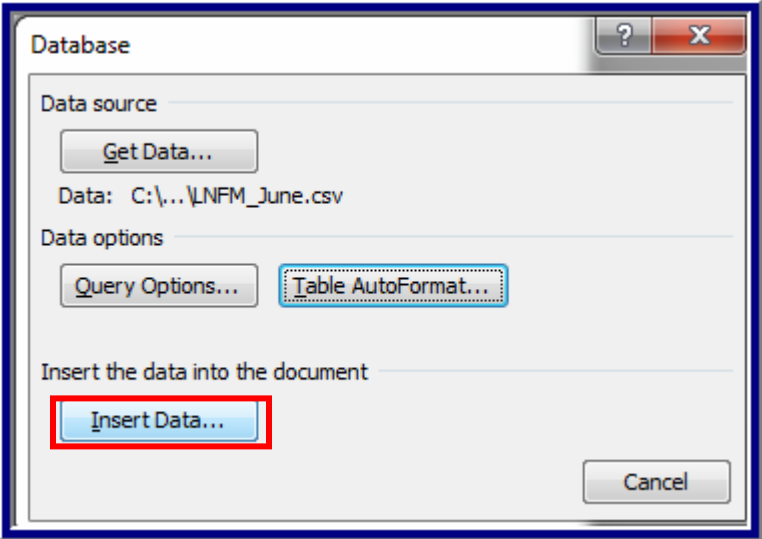 Database
?
X
Data source
Get Data...
Data: C:\...\LNFM_June.csv
Data options
Query Options... Table AutoFormat...
Insert the data into the document
Insert Data...
Cancel